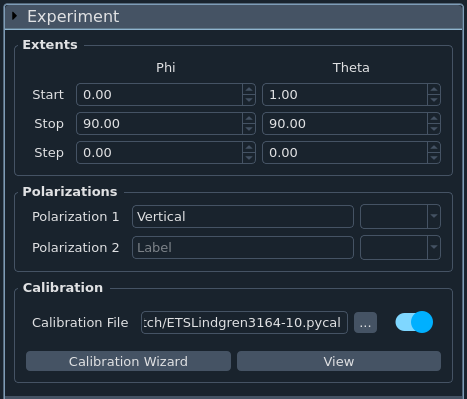 Experiment
Extents
Phi Theta
Start 0.00 1.00
Stop 90.00 90.00
Step 0.00 0.00
Polarizations
Polarization 1 Vertical
Polarization 2 Label
Calibration
Calibration File :ch/ETSLindgren3164-10.pycal ...
Calibration Wizard View